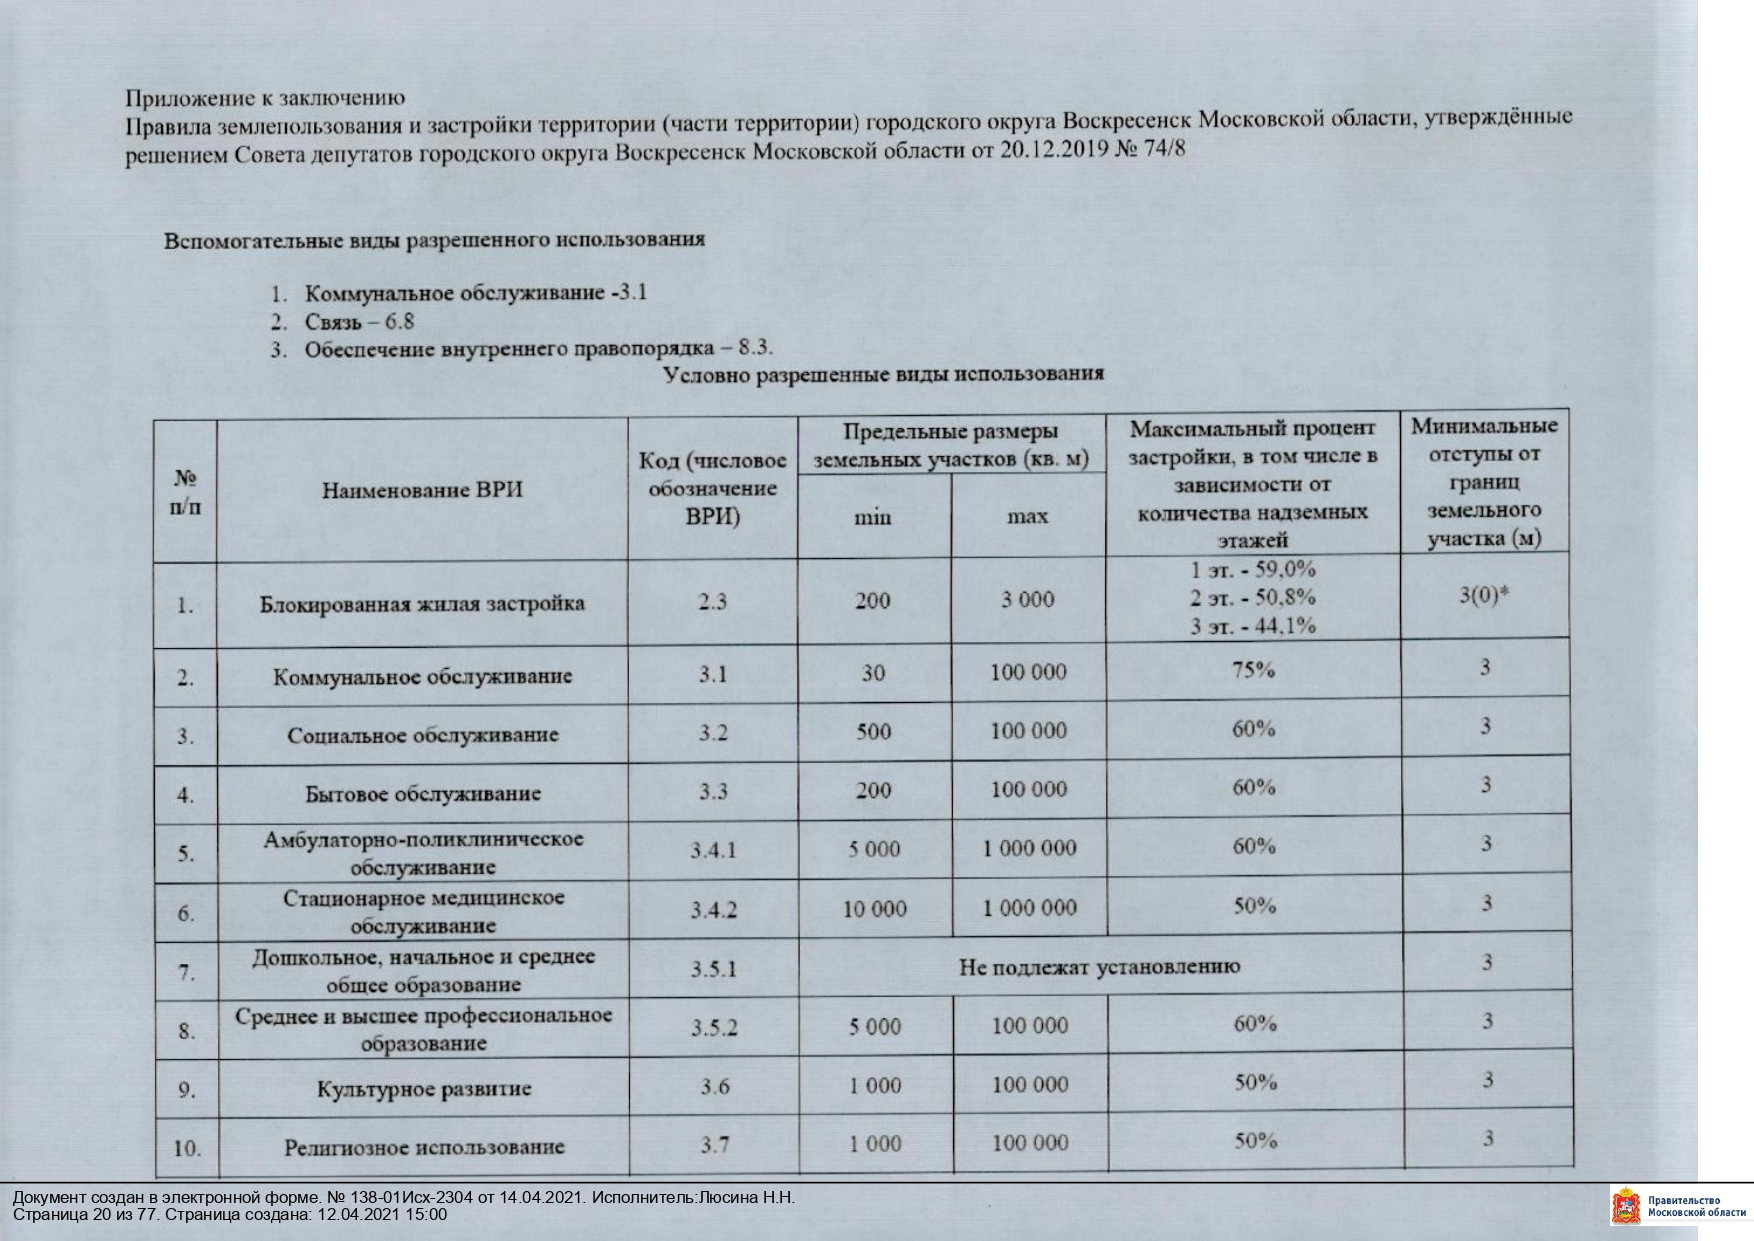 Приложение к заключению
Правила землепользования и застройки территории (части территории) городского округа Воскресенск Московской области, утверждённые
решением Совета депутатов городского округа Воскресенск Московской области от 20.12.2019 № 74/8
Вспомогательные виды разрешенного использования
1. Коммунальное обслуживание -3.1
2. Связь – 6.8
3. Обеспечение внутреннего правопорядка – 8.3.
Условно разрешенные виды использования
№
п/п
Наименование ВРИ
Код (числовое
обозначение
ВРИ)
Предельные размеры
земельных участков (кв. м)
min
max
Максимальный процент
застройки, в том числе в
зависимости от
количества надземных
этажей
Минимальные
отступы от
границ
земельного
участка (м)
1. Блокированная жилая застройка 2.3 200 3 000
1 эт. - 59,0%
2 эт. - 50,8%
3 эт. - 44,1%
3(0)*
2. Коммунальное обслуживание 3.1 30 100 000 75% 3
3. Социальное обслуживание 3.2 500 100 000 60% 3
4. Бытовое обслуживание 3.3 200 100 000 60% 3
5. Амбулаторно-поликлиническое
обслуживание
3.4.1 5 000 1 000 000 60% 3
6. Стационарное медицинское
обслуживание
3.4.2 10 000 1 000 000 50% 3
7. Дошкольное, начальное и среднее
общее образование
3.5.1 Не подлежат установлению 3
8. Среднее и высшее профессиональное
образование
3.5.2 5 000 100 000 60% 3
9. Культурное развитие 3.6 1 000 100 000 50% 3
10. Религиозное использование 3.7 1 000 100 000 50% 3
Документ создан в электронной форме. № 138-01Исх-2304 от 14.04.2021. Исполнитель:Люсина Н.Н.
Страница 20 из 77. Страница создана: 12.04.2021 15:00
Правительство
Московской области